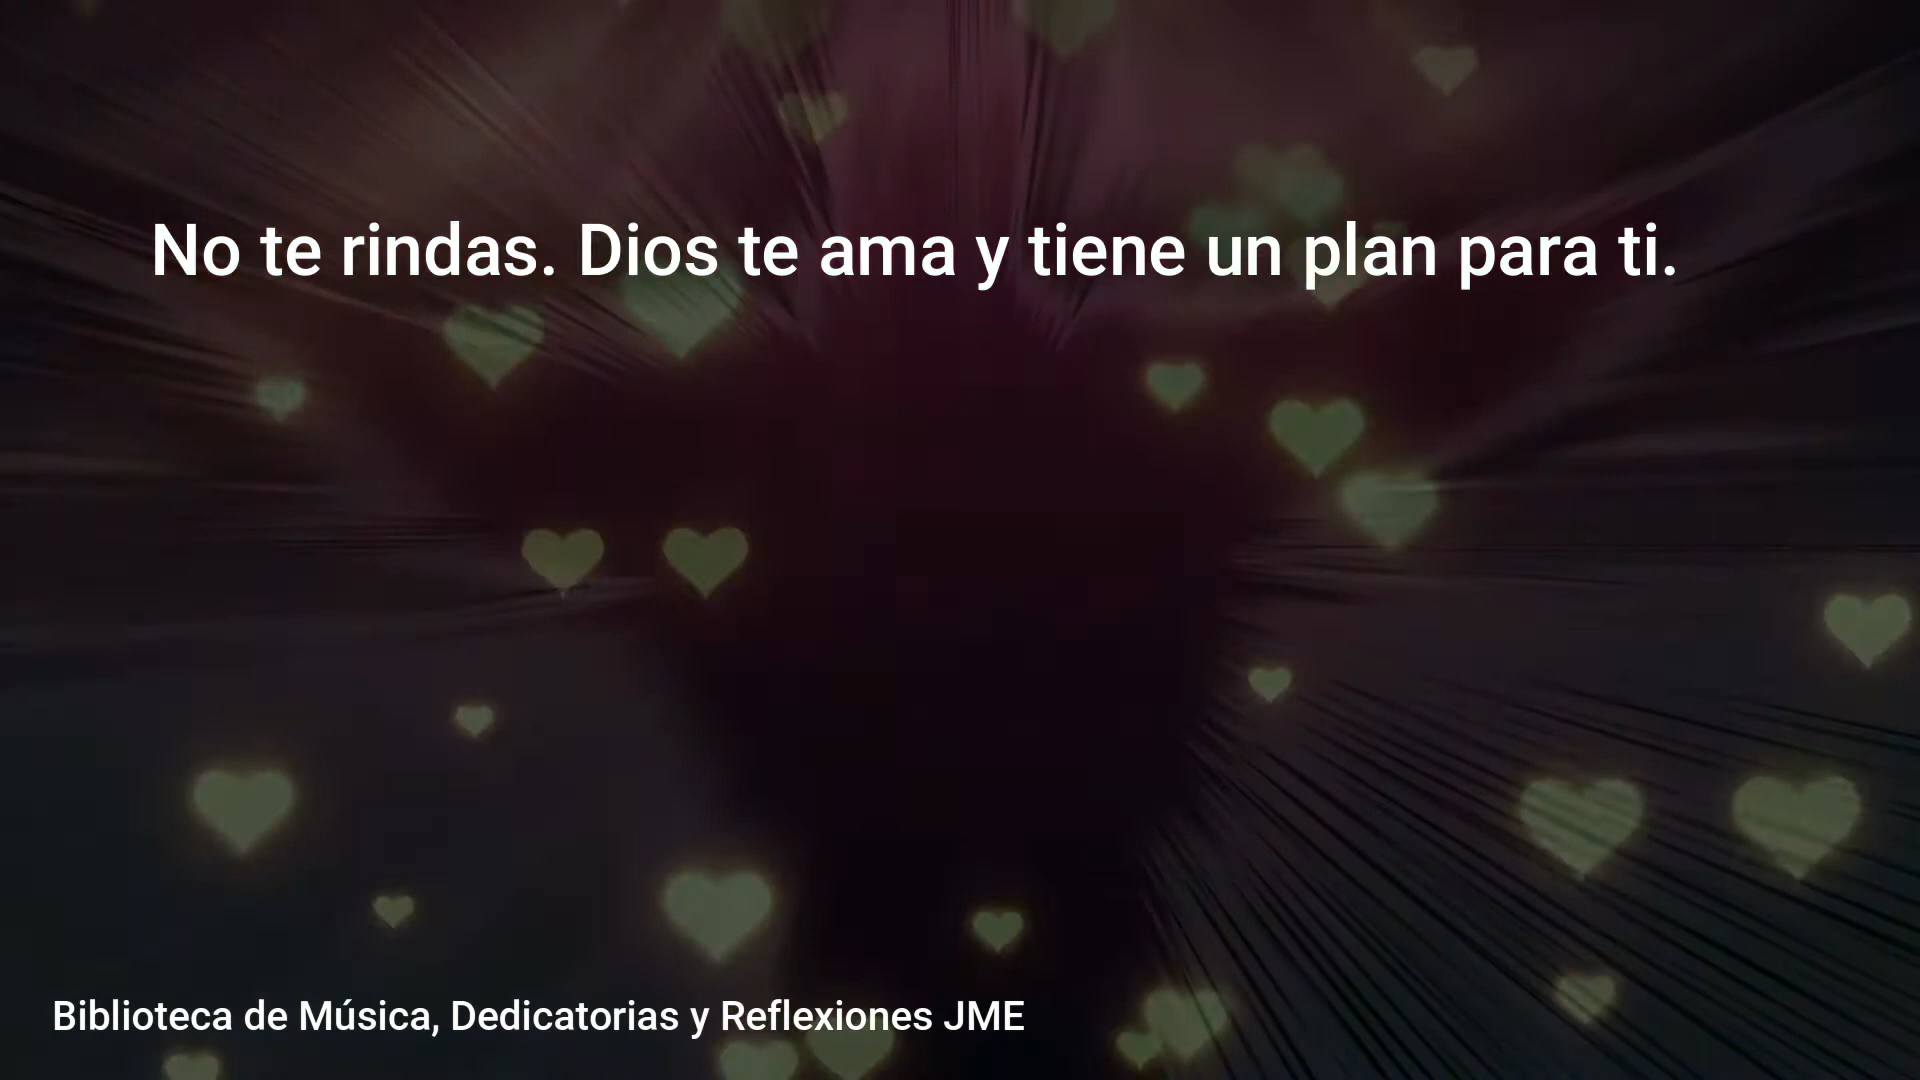 No te rindas. Dios te ama y tiene un plan para ti.
Biblioteca de Música, Dedicatorias y Reflexiones JME